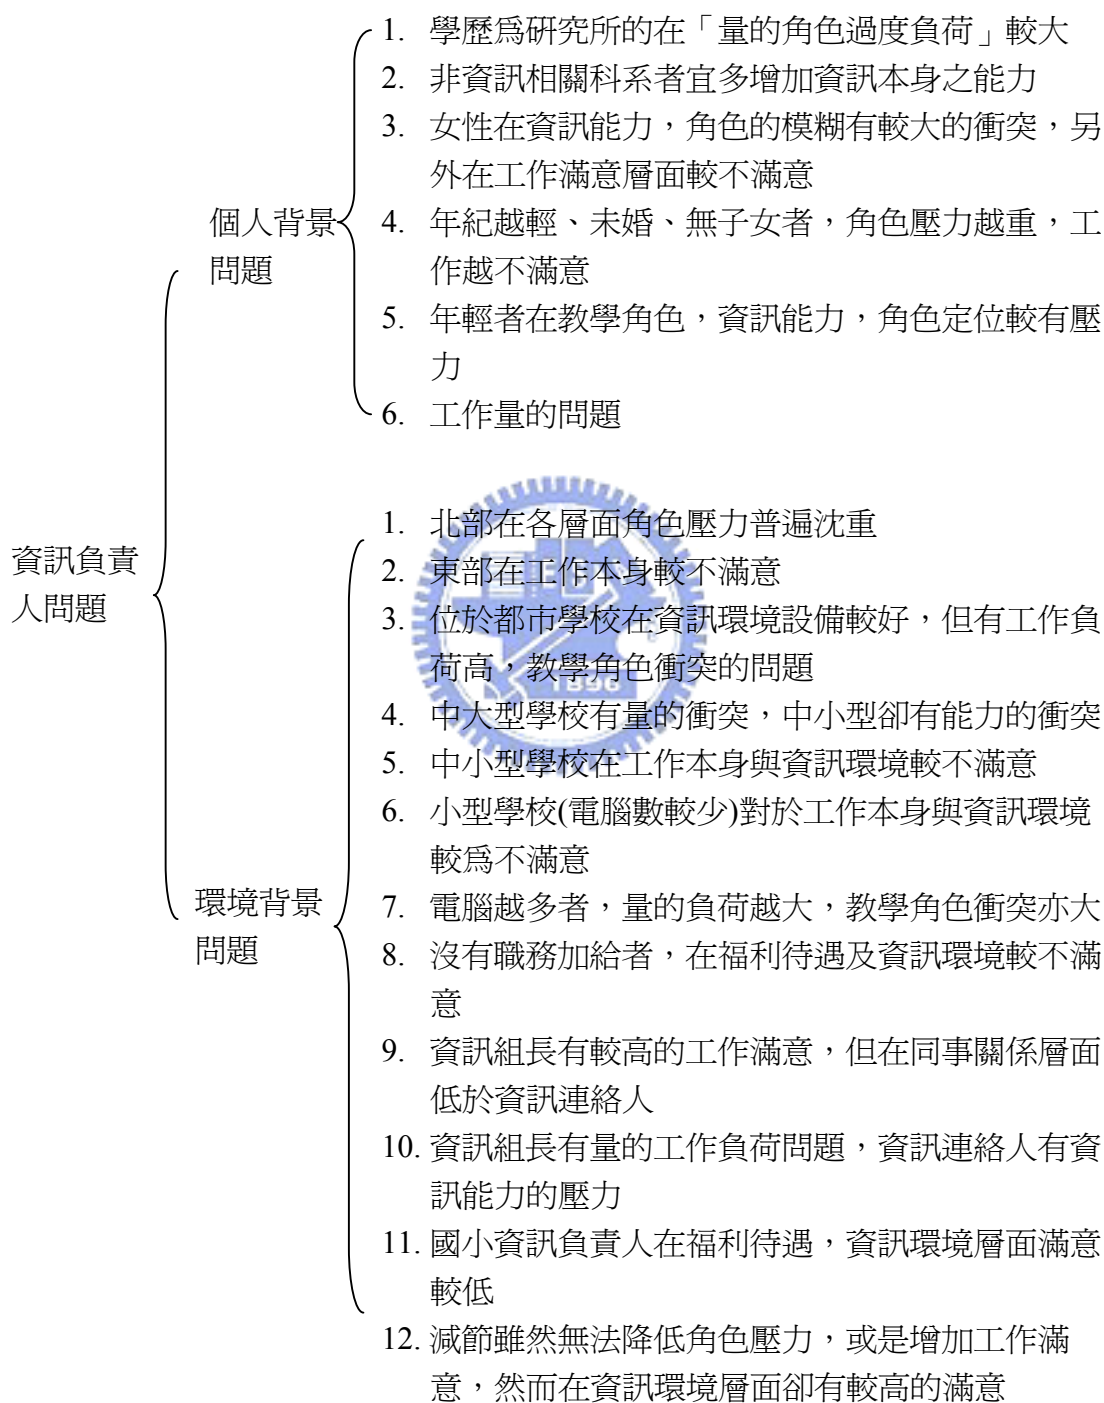 資訊負責
人問題
個人背景
問題
1. 學歷為研究所的在「量的角色過度負荷」較大
2. 非資訊相關科系者宜多增加資訊本身之能力
3. 女性在資訊能力，角色的模糊有較大的衝突，另
外在工作滿意層面較不滿意
4. 年紀越輕、未婚、無子女者，角色壓力越重，工
作越不滿意
5. 年輕者在教學角色，資訊能力，角色定位較有壓
力
6. 工作量的問題
環境背景
問題
1. 北部在各層面角色壓力普遍沈重
2. 東部在工作本身較不滿意
3. 位於都市學校在資訊環境設備較好，但有工作負
荷高，教學角色衝突的問題
4. 中大型學校有量的衝突，中小型卻有能力的衝突
5. 中小型學校在工作本身與資訊環境較不滿意
6. 小型學校(電腦數較少)對於工作本身與資訊環境
較為不滿意
7. 電腦越多者，量的負荷越大，教學角色衝突亦大
8. 沒有職務加給者，在福利待遇及資訊環境較不滿
意
9. 資訊組長有較高的工作滿意，但在同事關係層面
低於資訊連絡人
10. 資訊組長有量的工作負荷問題，資訊連絡人有資
訊能力的壓力
11. 國小資訊負責人在福利待遇，資訊環境層面滿意
較低
12. 減節雖然無法降低角色壓力，或是增加工作滿
意，然而在資訊環境層面卻有較高的滿意
1896